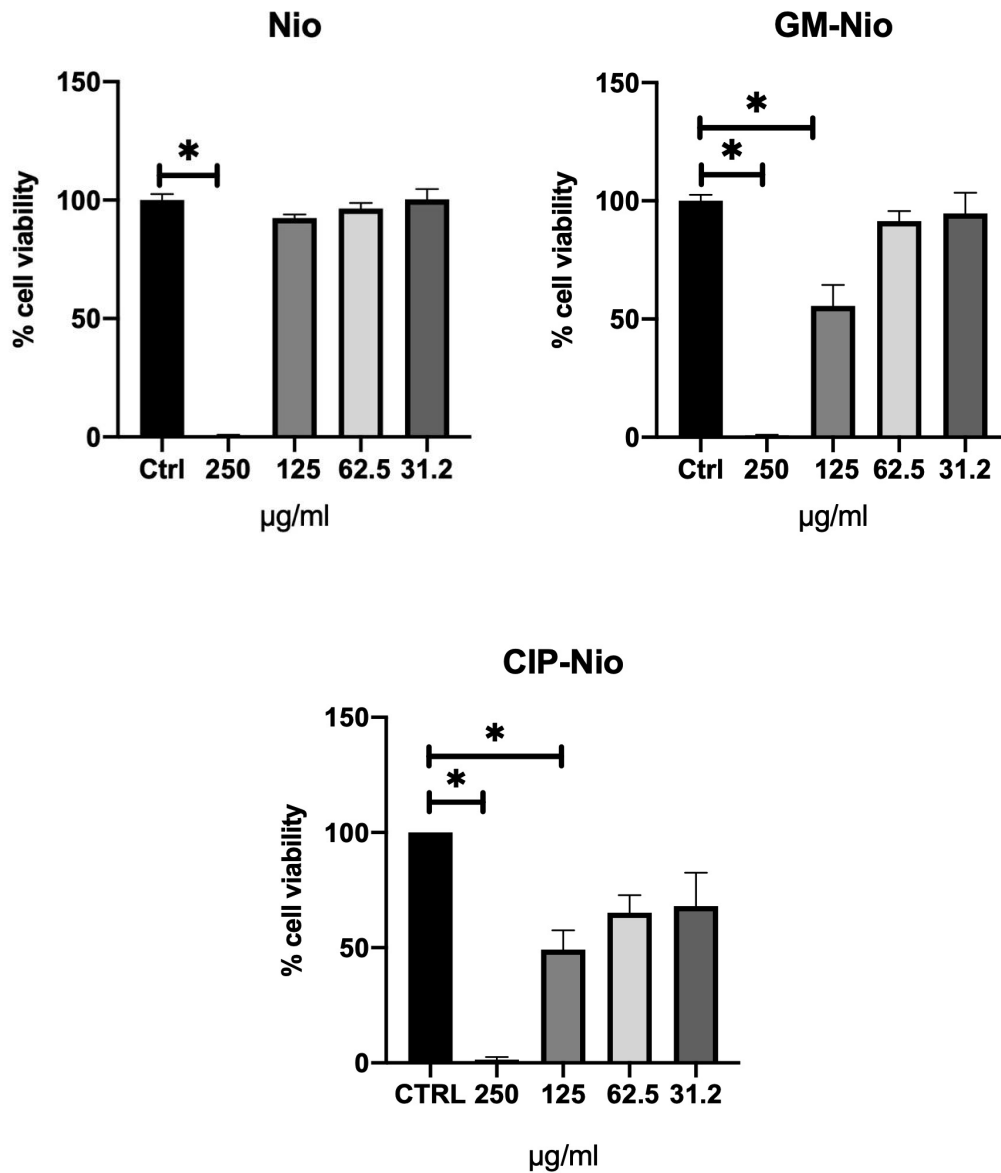 Nio
% cell viability
150
100
50
0
*
Ctrl 250 125 62.5 31.2
µg/ml
GM-Nio
% cell viability
150
100
50
0
*
*
Ctrl 250 125 62.5 31.2
µg/ml
CIP-Nio
% cell viability
150
100
50
0
*
*
CTRL 250 125 62.5 31.2
µg/ml